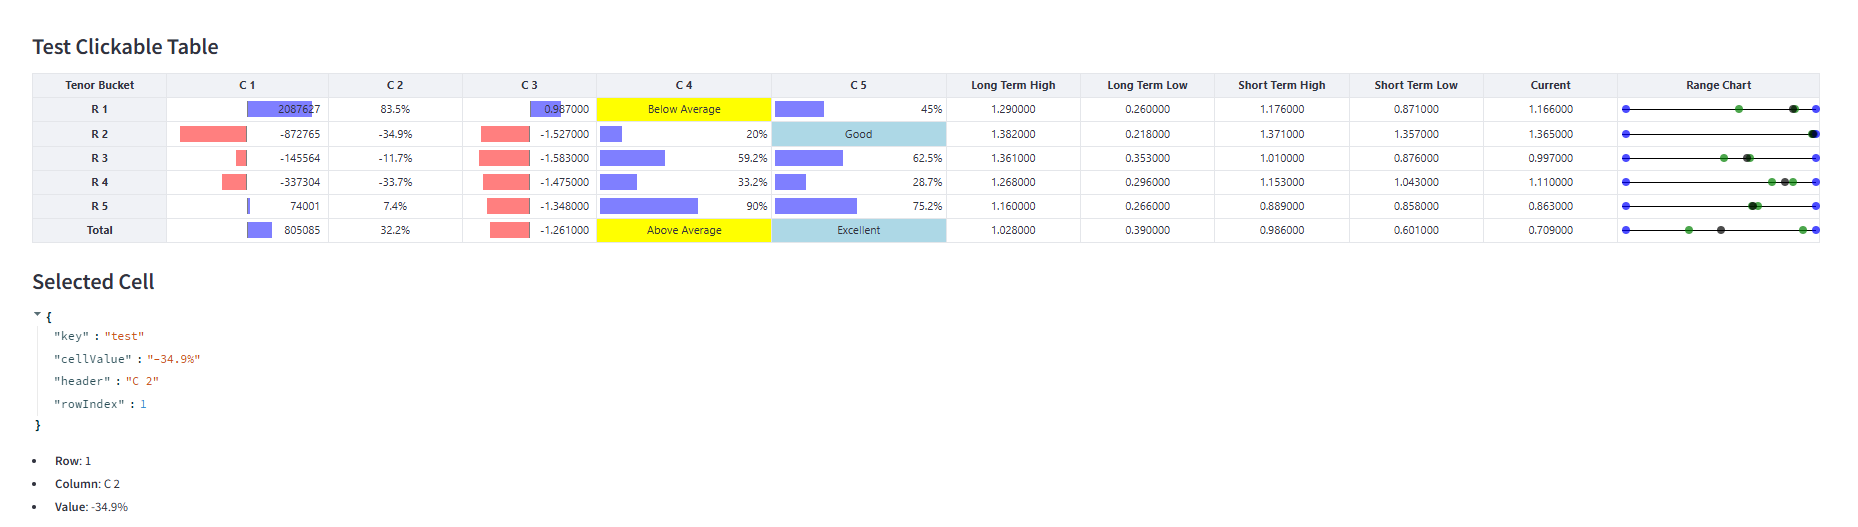 Test Clickable Table
Tenor Bucket C 1 C 2 C 3 C 4 C 5 Long Term High Long Term Low Short Term High Short Term Low Current Range Chart
R 1 2087627 83.5% 0.987000 Below Average 45% 1.290000 0.260000 1.176000 0.871000 1.166000
R 2 -872765 -34.9% -1.527000 20% Good 1.382000 0.218000 1.371000 1.357000 1.365000
R 3 -145564 -11.7% -1.583000 59.2% 62.5% 1.361000 0.353000 1.010000 0.876000 0.997000
R 4 -337304 -33.7% -1.475000 33.2% 28.7% 1.268000 0.296000 1.153000 1.043000 1.110000
R 5 74001 7.4% -1.348000 90% 75.2% 1.160000 0.266000 0.889000 0.858000 0.863000
Total 805085 32.2% -1.261000 Above Average Excellent 1.028000 0.390000 0.986000 0.601000 0.709000
Selected Cell
{
"key" : "test"
"cellValue" : "-34.9%"
"header" : "C 2"
"rowIndex" : 1
}
• Row: 1
• Column: C 2
• Value: -34.9%